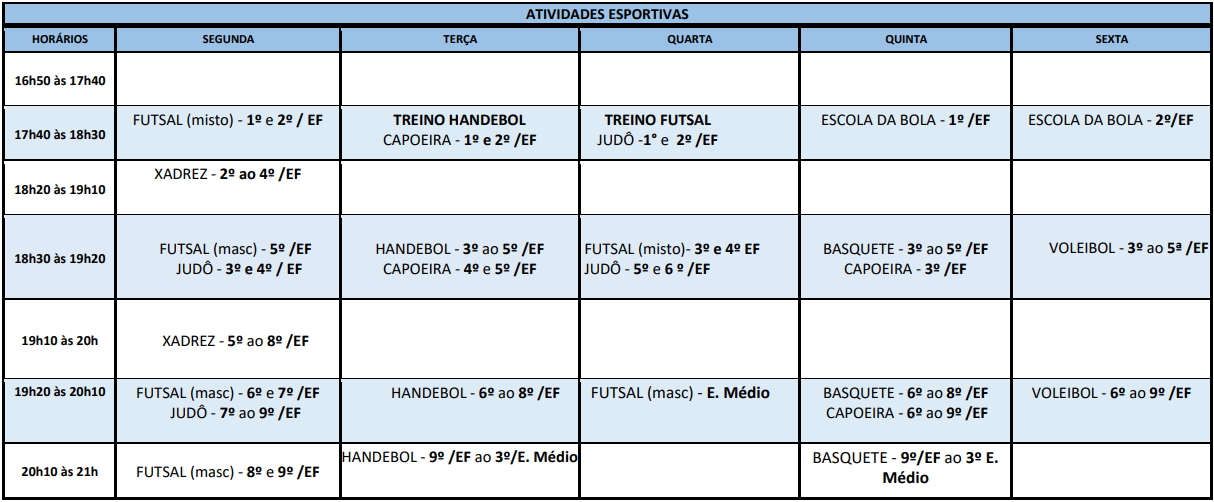 ATIVIDADES ESPORTIVAS
HORÁRIOS SEGUNDA TERÇA QUARTA QUINTA SEXTA
16h50 às 17h40
17h40 às 18h30
FUTSAL (misto) - 1º e 2º / EF
TREINO HANDEBOL
CAPOEIRA - 1º e 2º /EF
TREINO FUTSAL
JUDÔ -1° e 2º /EF
ESCOLA DA BOLA - 1º /EF
ESCOLA DA BOLA - 2º/EF
18h20 às 19h10
XADREZ - 2º ao 4º /EF
18h30 às 19h20
FUTSAL (masc) - 5º /EF
JUDÔ - 3º e 4º / EF
HANDEBOL - 3º ao 5º /EF
CAPOEIRA - 4º e 5º /EF
FUTSAL (misto)- 3º e 4º EF
JUDÔ - 5º e 6 º /EF
BASQUETE - 3º ao 5º /EF
CAPOEIRA - 3º /EF
VOLEIBOL - 3º ao 5ª /EF
19h10 às 20h
XADREZ - 5º ao 8º /EF
19h20 às 20h10
FUTSAL (masc) - 6º e 7º /EF
JUDÔ - 7º ao 9º /EF
HANDEBOL - 6º ao 8º /EF
FUTSAL (masc) - E. Médio
BASQUETE - 6º ao 8º /EF
CAPOEIRA - 6º ao 9º /EF
VOLEIBOL - 6º ao 9º /EF
20h10 às 21h
FUTSAL (masc) - 8º e 9º /EF
HANDEBOL - 9º /EF ao 3º/E. Médio
BASQUETE - 9º/EF ao 3º E.
Médio